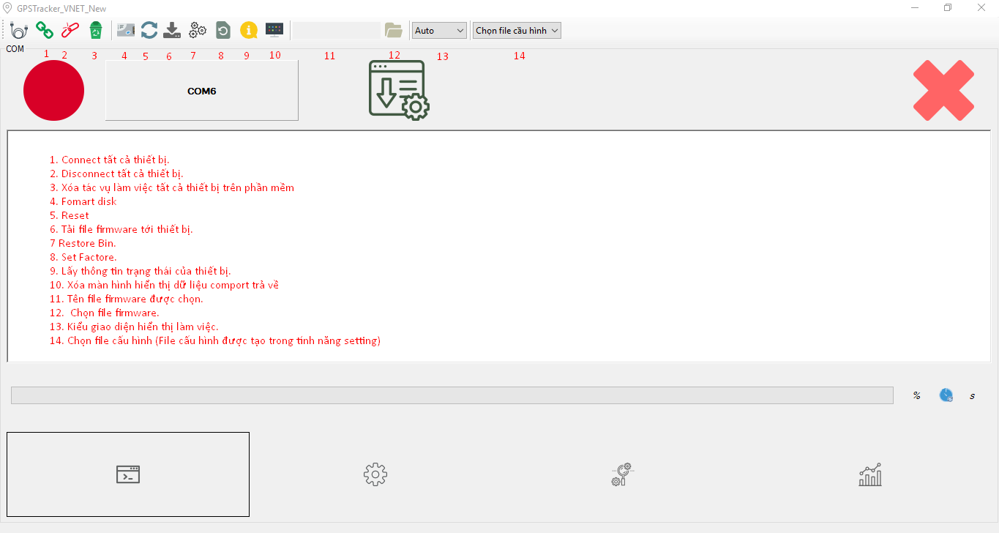 GPSTracker_VNET_New
Auto
Chọn file cầu hình
COM
1 2 3 4 5 6 7 8 9 10 11 12 13 14
COM6
1. Connect tất cả thiết bị.
2. Disconnect tất cả thiết bị.
3. Xóa tác vụ làm việc tất cả thiết bị trên phần mềm
4. Fomart disk
5. Reset
6. Tải file firmware tới thiết bị.
7 Restore Bin.
8. Set Factore.
9. Lấy thông tin trạng thái của thiết bị.
10. Xóa màn hình hiển thị dữ liệu comport trả về
11. Tên file firmware được chọn.
12. Chọn file firmware.
13. Kiểu giao diện hiển thị làm việc.
14. Chọn file cấu hình (File cấu hình được tạo trong tính năng setting)
% s